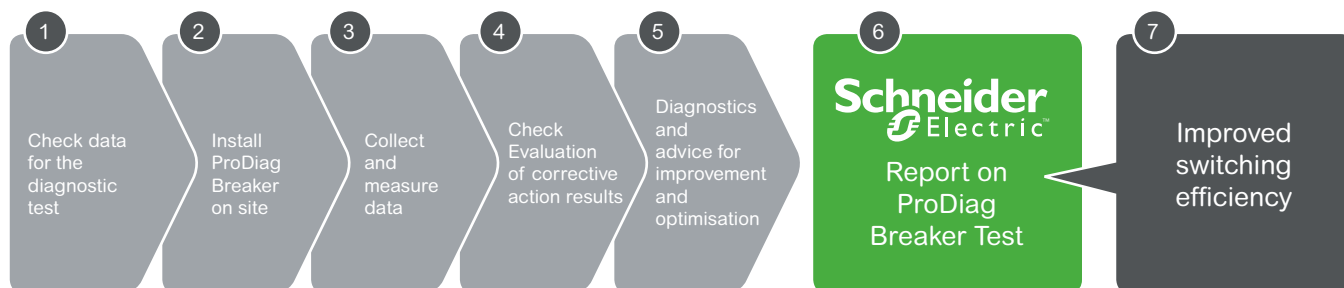 1
Check data
for the
diagnostic
test
2
Install
ProDiag
Breaker
on site
3
Collect
and
measure
data
4
Check
Evaluation
of corrective
action results
5
Diagnostics
and
advice for
improvement
and
optimisation
6
Schneider
Electric™
Report on
ProDiag
Breaker Test
7
Improved
switching
efficiency